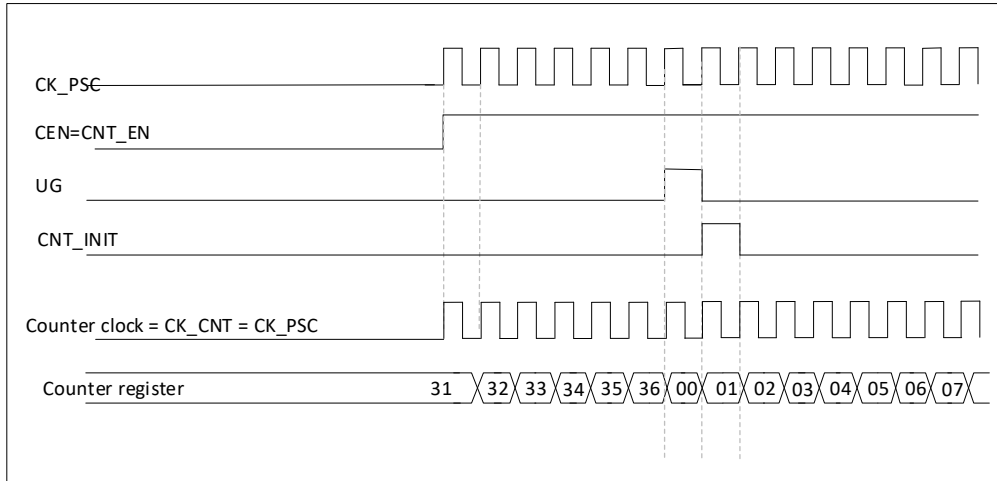 CK_PSC
CEN=CNT_EN
UG
CNT_INIT
Counter clock = CK_CNT = CK_PSC
Counter register 31 32 33 34 35 36 00 01 02 03 04 05 06 07